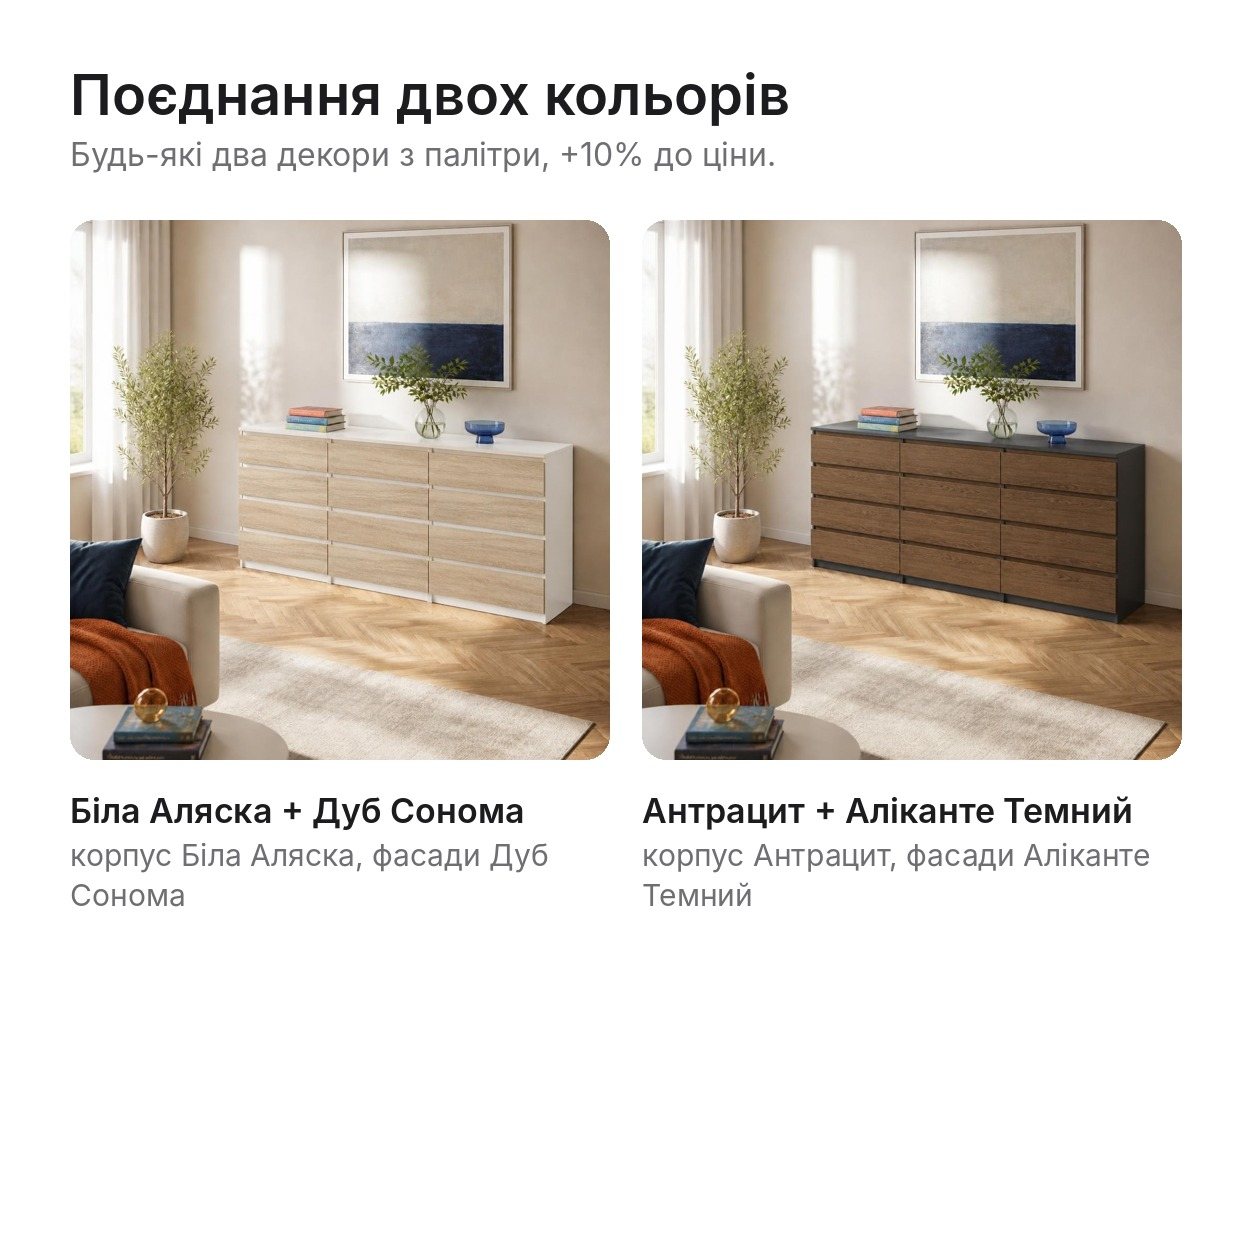 Поєднання двох кольорів
Будь-які два декори з палітри, +10% до ціни.
Біла Аляска + Дуб Сонома
корпус Біла Аляска, фасади Дуб
Сонома
Антрацит + Аліканте Темний
корпус Антрацит, фасади Аліканте
Темний